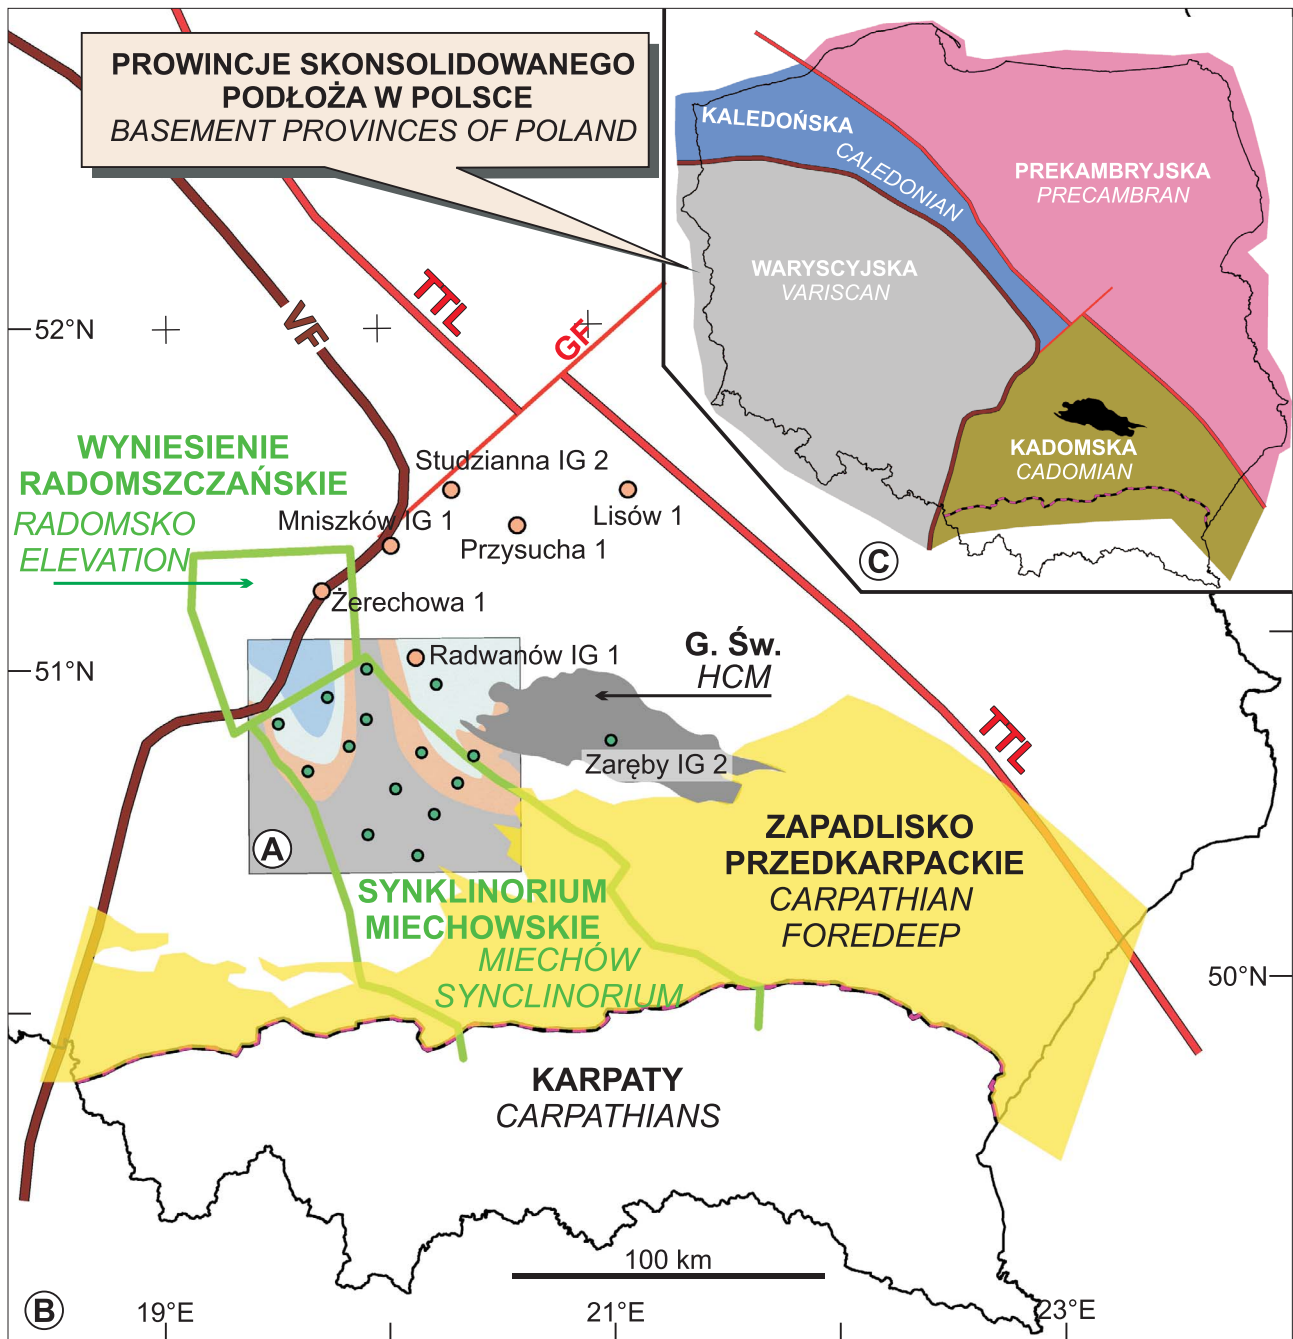 PROWINCJE SKONSOLIDOWANEGO
PODŁOŻA W POLSCE
BASEMENT PROVINCES OF POLAND
KALEDOŃSKA
CALEDONIAN
PREKAMBRYJSKA
PRECAMBRAN
WARYSCYJSKA
VARISCAN
KADOMSKA
CADOMIAN
C
TTL
VF
GF
52°N
WYNIESIENIE
RADOMSZCZAŃSKIE
RADOMSKO
ELEVATION
Studzianna IG 2
Mniszków IG 1
Lisów 1
Przysucha 1
Żerechowa 1
Radwanów IG 1
51°N
G. Św.
HCM
TTL
Zaręby IG 2
A
ZAPADLISKO
PRZEDKARPACKIE
CARPATHIAN
FOREDEEP
SYNKLINORIUM
MIECHOWSKIE
MIECHÓW
SYNCLINORIUM
50°N
KARPATY
CARPATHIANS
100 km
B
19°E
21°E
23°E